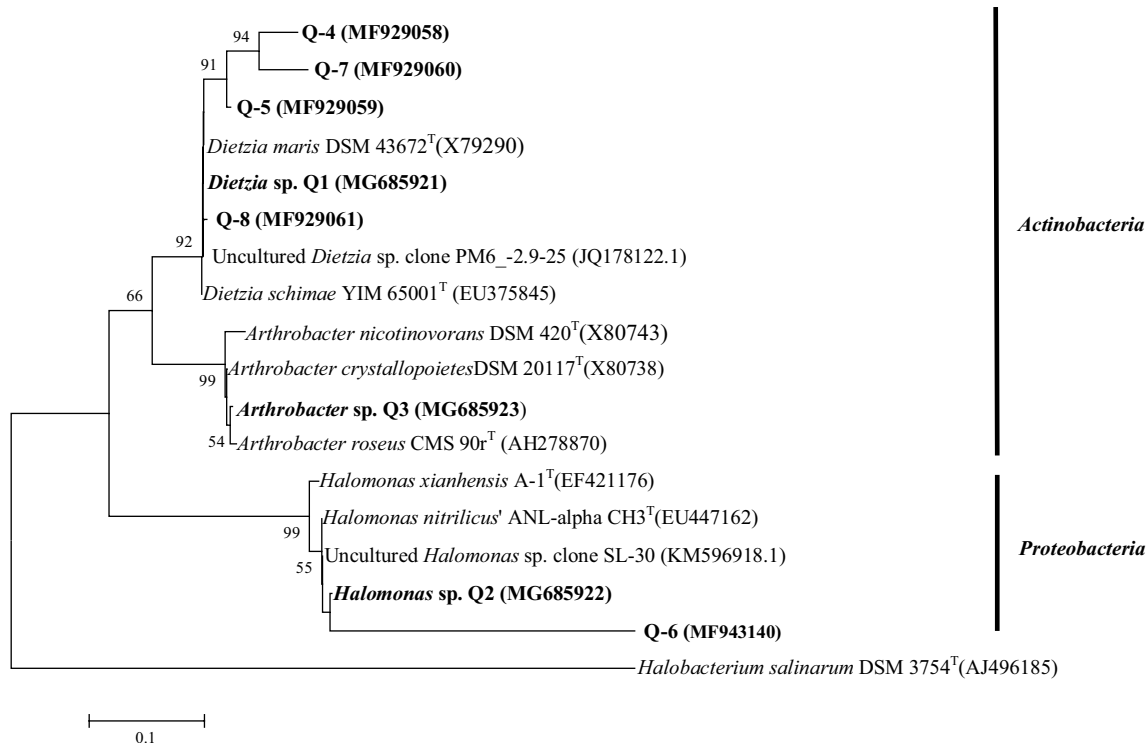 94
Q-4 (MF929058)
91
Q-7 (MF929060)
Q-5 (MF929059)
Dietzia maris DSM 43672T(X79290)
Dietzia sp. Q1 (MG685921)
Q-8 (MF929061)
Actinobacteria
92
Uncultured Dietzia sp. clone PM6_-2.9-25 (JQ178122.1)
66
Dietzia schimae YIM 65001T (EU375845)
Arthrobacter nicotinovorans DSM 420T(X80743)
99
Arthrobacter crystallopoietesDSM 20117T(X80738)
Arthrobacter sp. Q3 (MG685923)
54
Arthrobacter roseus CMS 90rT (AH278870)
Halomonas xianhensis A-1T(EF421176)
99
Halomonas nitrilicus' ANL-alpha CH3T(EU447162)
Proteobacteria
55
Uncultured Halomonas sp. clone SL-30 (KM596918.1)
Halomonas sp. Q2 (MG685922)
Q-6 (MF943140)
Halobacterium salinarum DSM 3754T(AJ496185)
0.1